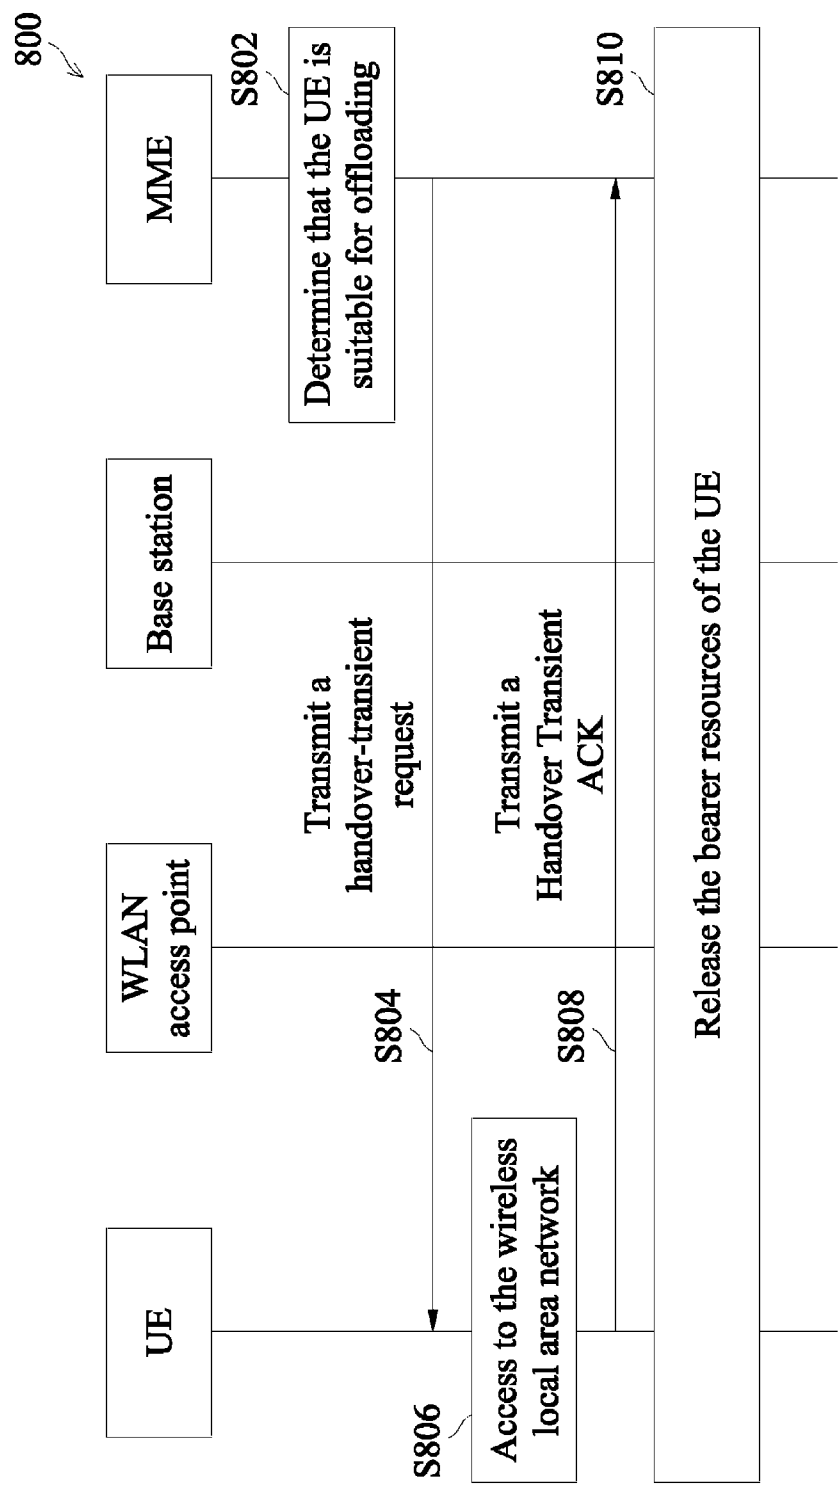 800
UE
WLAN
access point
Base station
MME
S802
Determine that the UE is
suitable for offloading
Transmit a
handover-transient
request
S804
S806
Access to the wireless
local area network
Transmit a
Handover Transient
ACK
S808
S810
Release the bearer resources of the UE